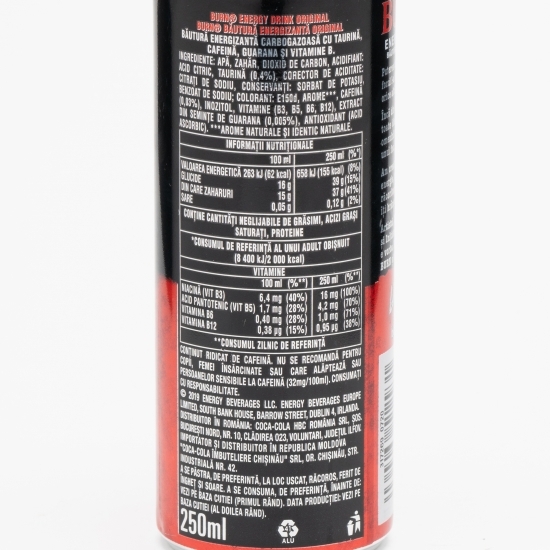 BURN® ENERGY DRINK ORIGINAL
BURN® BĂUTURĂ ENERGIZANTĂ ORIGINAL
BĂUTURĂ ENERGIZANTĂ CARBOGAZOASĂ CU TAURINĂ,
CAFEINĂ, GUARANA ȘI VITAMINE B.
INGREDIENTE: APĂ, ZAHĂR, DIOXID DE CARBON, ACIDIFIANT:
ACID CITRIC, TAURINĂ (0,4%), CORECTOR DE ACIDITATE:
CITRAȚI DE SODIU, CONSERVANȚI: SORBAT DE POTASIU,
BENZOAT DE SODIU; COLORANT: E150d, AROME***, CAFEINĂ
(0,03%), INOZITOL, VITAMINE (B3, B5, B6, B12), EXTRACT
DIN SEMINȚE DE GUARANA (0,005%), ANTIOXIDANT (ACID
ASCORBIC). ***AROME NATURALE ȘI IDENTIC NATURALE.
INFORMAȚII NUTRIȚIONALE
100 ml 250 ml (%*)
VALOAREA ENERGETICĂ 263 kJ (62 kcal) 658 kJ (155 kcal) (8%)
GLUCIDE 16 g 39 g (15%)
DIN CARE ZAHARURI 15 g 37 g (41%)
SARE 0,05 g 0,12 g (2%)
CONȚINE CANTITĂȚI NEGLIJABILE DE GRĂSIMI, ACIZI GRAȘI
SATURAȚI, PROTEINE
*CONSUMUL DE REFERINȚĂ AL UNUI ADULT OBIȘNUIT
(8 400 kJ/2 000 kcal)
VITAMINE
100 ml (%**) 250 ml (%**)
NIACINĂ (VIT B3) 6,4 mg (40%) 16 mg (100%)
ACID PANTOTENIC (VIT B5) 1,7 mg (28%) 4,2 mg (70%)
VITAMINA B6 0,40 mg (28%) 1,0 mg (71%)
VITAMINA B12 0,38 µg (15%) 0,95 µg (38%)
**CONSUMUL ZILNIC DE REFERINȚĂ
CONȚINUT RIDICAT DE CAFEINĂ. NU SE RECOMANDĂ PENTRU
COPII, FEMEI ÎNSĂRCINATE SAU CARE ALĂPTEAZĂ SAU
PERSOANELOR SENSIBILE LA CAFEINĂ (32mg/100ml). CONSUMAȚI
CU RESPONSABILITATE.
© 2019 ENERGY BEVERAGES LLC. ENERGY BEVERAGES EUROPE
LIMITED, SOUTH BANK HOUSE, BARROW STREET, DUBLIN 4, IRLANDA.
DISTRIBUITOR ÎN ROMÂNIA: COCA-COLA HBC ROMÂNIA SRL, ȘOS.
BUCUREȘTI NORD, NR. 10, CLĂDIREA O23, VOLUNTARI, JUDEȚUL ILFOV.
IMPORTATOR ȘI DISTRIBUITOR ÎN REPUBLICA MOLDOVA
"COCA-COLA ÎMBUTELIERE CHIȘINĂU" SRL, OR. CHIȘINĂU, STR.
INDUSTRIALĂ NR. 42.
A SE PĂSTRA, DE PREFERINȚĂ, LA LOC USCAT, RĂCOROS, FERIT DE
ÎNGHEȚ ȘI SOARE. A SE CONSUMA, DE PREFERINȚĂ, ÎNAINTE DE:
VEZI PE BAZA CUTIEI (PRIMUL RÂND). DATA PRODUCȚIEI: VEZI PE
BAZA CUTIEI (AL DOILEA RÂND).
250ml
ALU